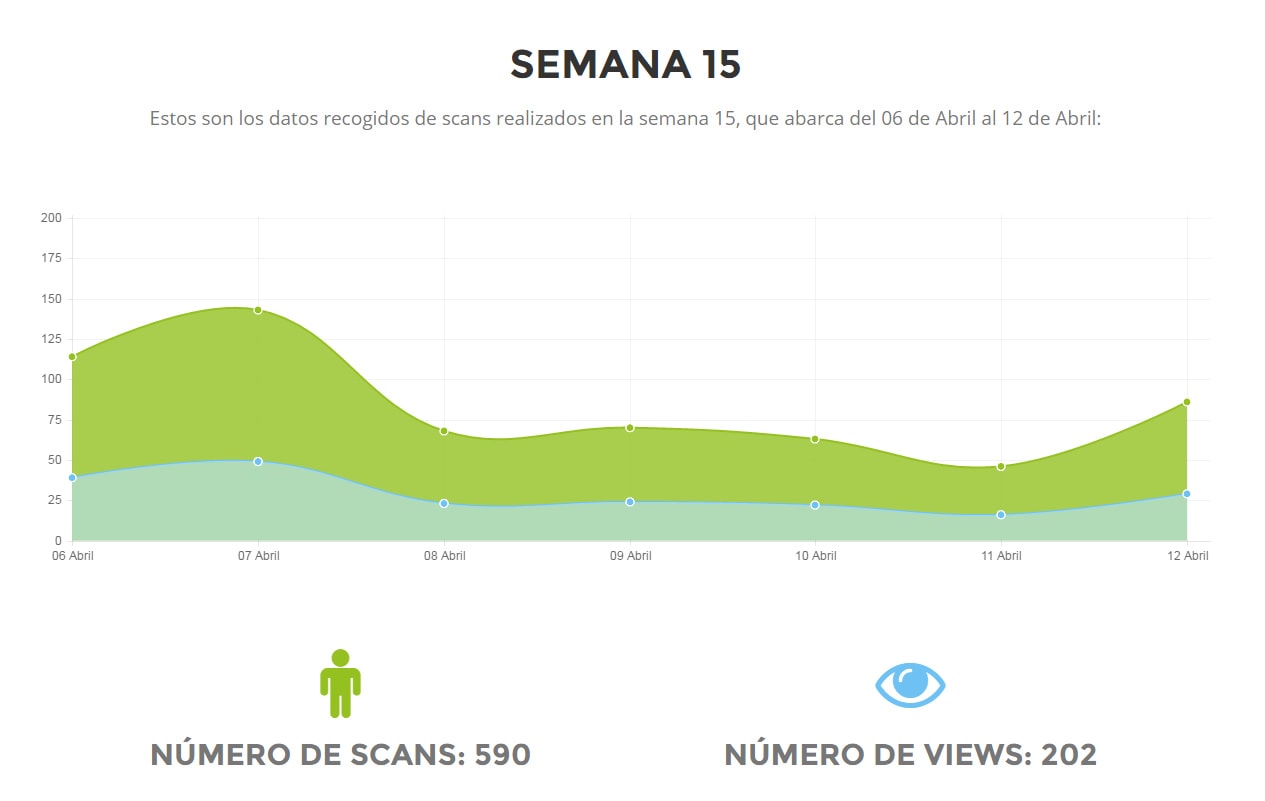 SEMANA 15
Estos son los datos recogidos de scans realizados en la semana 15, que abarca del 06 de Abril al 12 de Abril:
200
175
150
125
100
75
50
25
0
06 Abril 07 Abril 08 Abril 09 Abril 10 Abril 11 Abril 12 Abril
NÚMERO DE SCANS: 590 NÚMERO DE VIEWS: 202